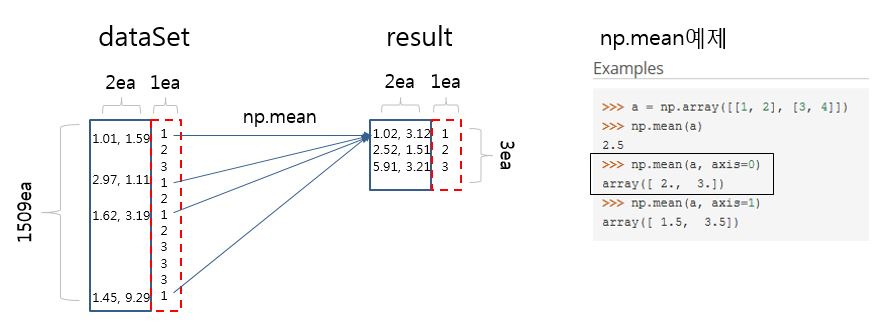 dataSet
result
np.mean예제
2ea 1ea
2ea 1ea
Examples
np.mean
1509ea
1.01, 1.59
2.97, 1.11
1.62, 3.19
1.45, 9.29
1
2
3
1
2
1
2
3
3
3
1
1.02, 3.12 1
2.52, 1.51 2
5.91, 3.21 3
3ea
>>> a = np.array([[1, 2], [3, 4]])
>>> np.mean(a)
2.5
>>> np.mean(a, axis=0)
array([ 2., 3.])
>>> np.mean(a, axis=1)
array([ 1.5, 3.5])